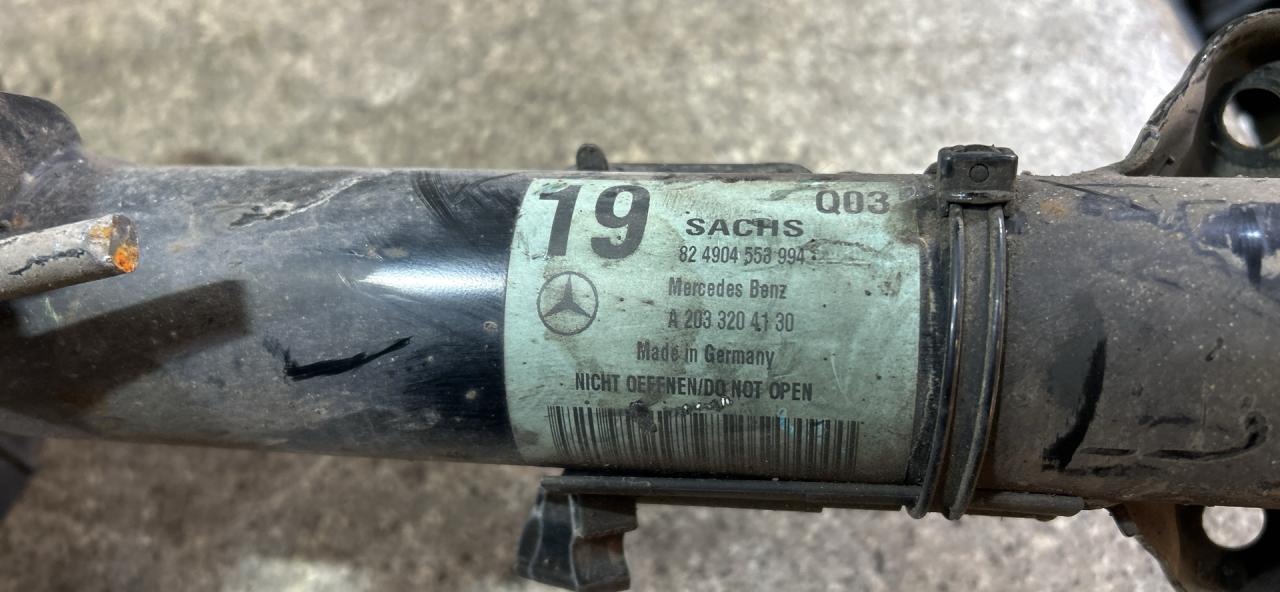 19
Q03
SACHS
82 4904 553 994
Mercedes Benz
A 203 320 41 30
Made in Germany
NICHT OEFFNEN/DO NOT OPEN